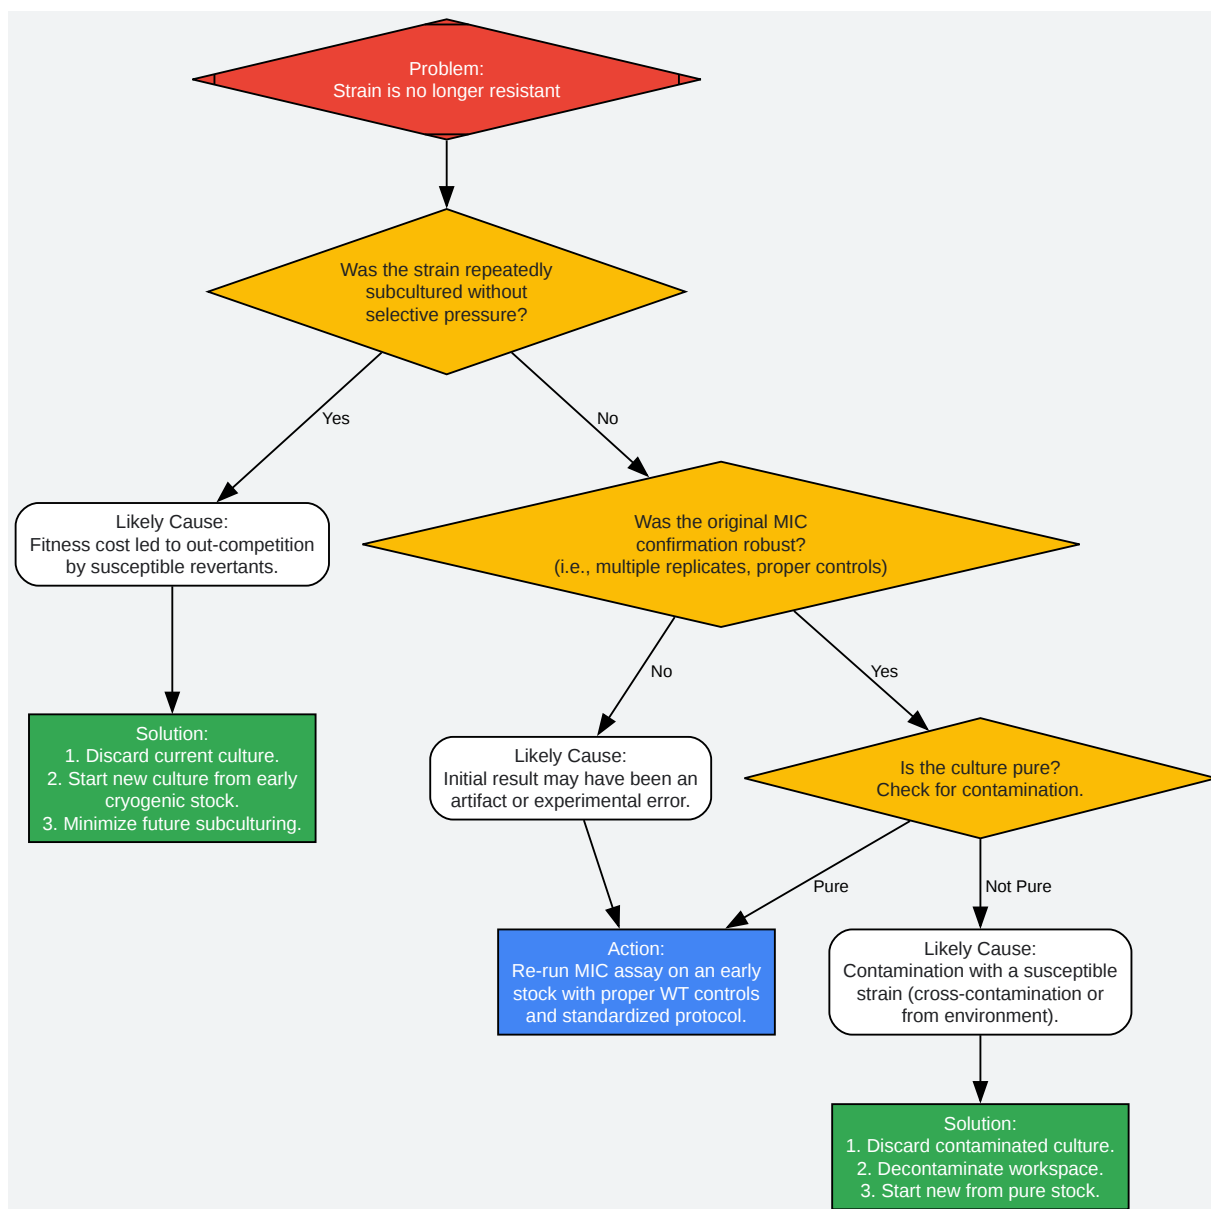 Problem:
Strain is no longer resistant
Was the strain repeatedly
subcultured without
selective pressure?
Yes
No
Likely Cause:
Fitness cost led to out-competition
by susceptible revertants.
Was the original MIC
confirmation robust?
(i.e., multiple replicates, proper controls)
No
Yes
Solution:
1. Discard current culture.
2. Start new culture from early
cryogenic stock.
3. Minimize future subculturing.
Likely Cause:
Initial result may have been an
artifact or experimental error.
Is the culture pure?
Check for contamination.
Pure
Not Pure
Action:
Re-run MIC assay on an early
stock with proper WT controls
and standardized protocol.
Likely Cause:
Contamination with a susceptible
strain (cross-contamination or
from environment).
Solution:
1. Discard contaminated culture.
2. Decontaminate workspace.
3. Start new from pure stock.